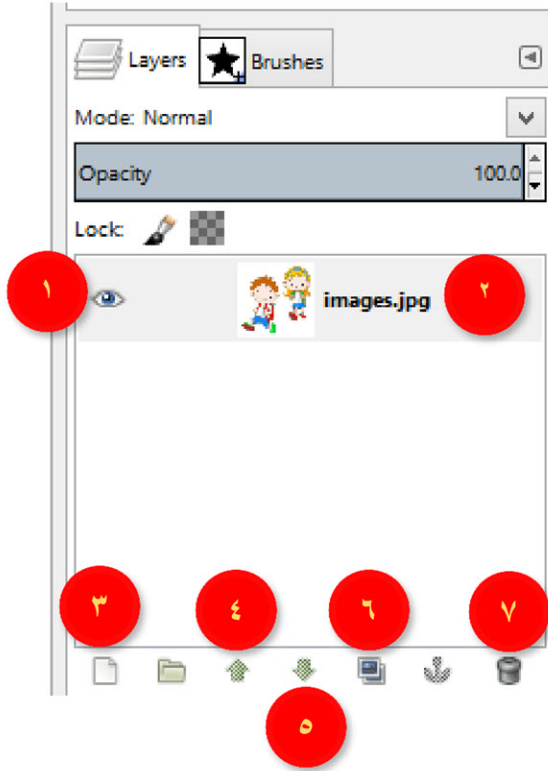 Layers Brushes
Mode: Normal
Opacity 100.0
Lock:
١ images.jpg ٢
٣ ٤ ٦ ٧
٥